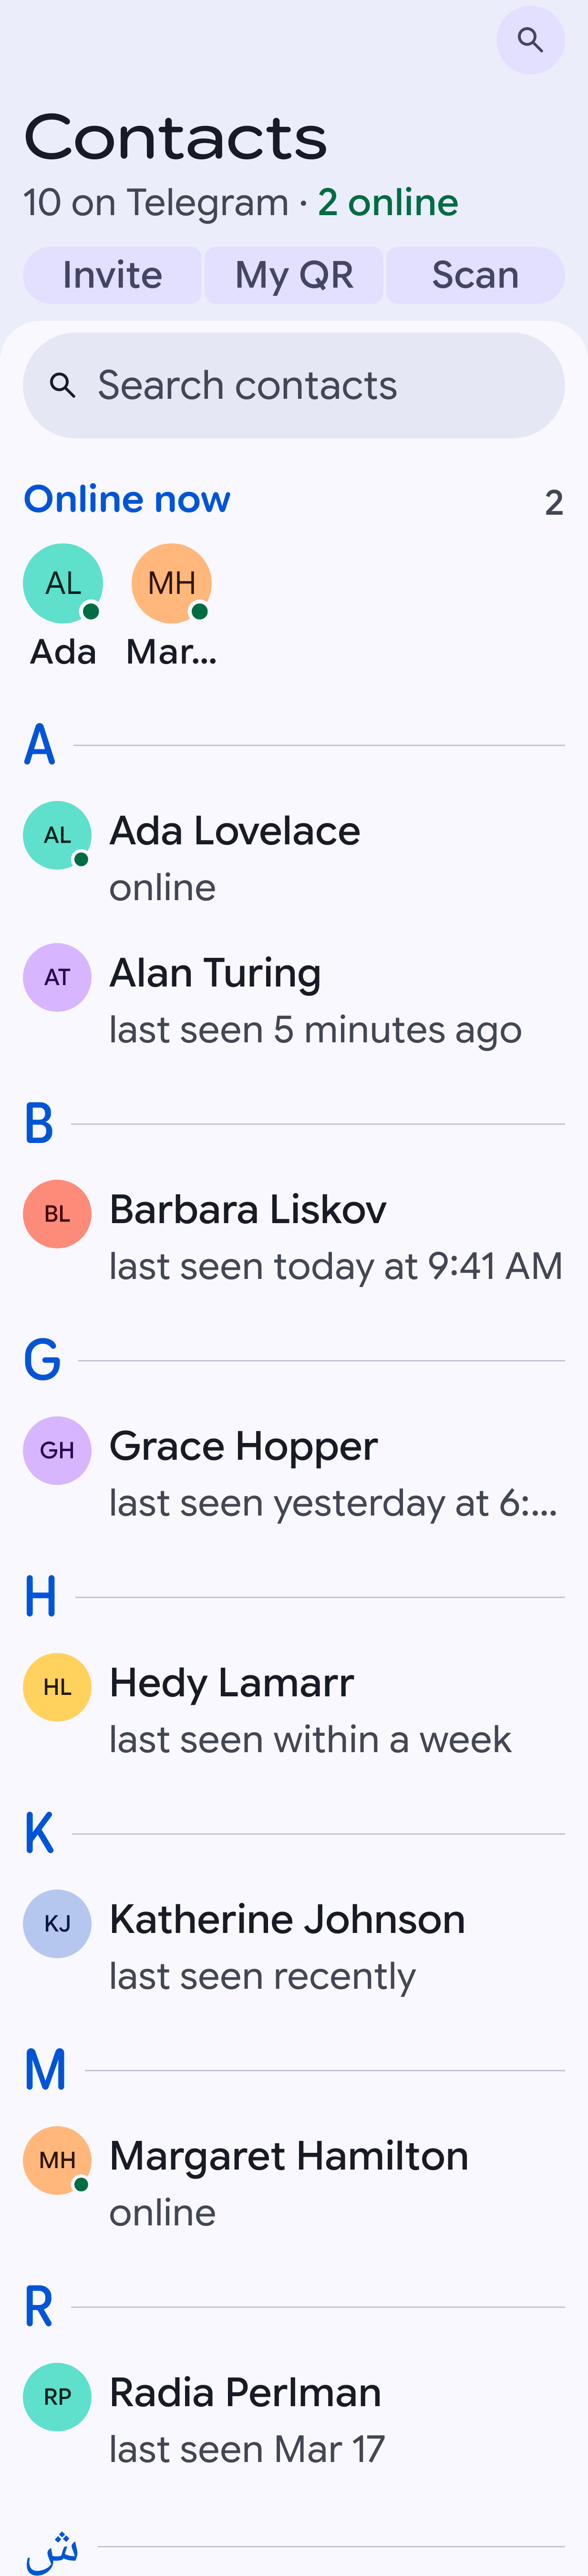 Contacts
10 on Telegram · 2 online
Invite My QR Scan
Search contacts
Online now 2
AL MH
Ada Mar...
A
AL Ada Lovelace
online
AT Alan Turing
last seen 5 minutes ago
B
BL Barbara Liskov
last seen today at 9:41 AM
G
GH Grace Hopper
last seen yesterday at 6:...
H
HL Hedy Lamarr
last seen within a week
K
KJ Katherine Johnson
last seen recently
M
MH Margaret Hamilton
online
R
RP Radia Perlman
last seen Mar 17
ش